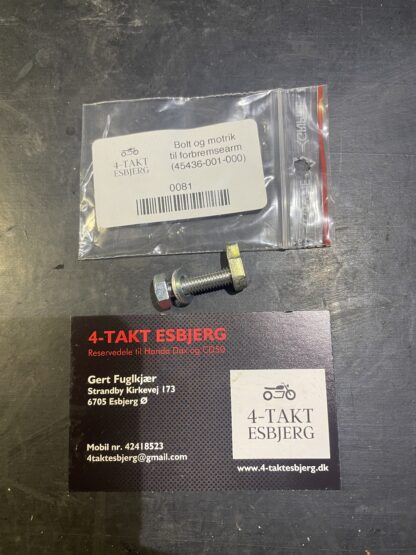 4-TAKT
ESBJERG
Bolt og motrik
til forbremsearm
(45436-001-000)
0081
4-TAKT ESBJERG
Reservedele til Honda Dax og CD50
Gert Fuglkjær
Strandby Kirkevej 173
6705 Esbjerg Ø
Mobil nr. 42418523
4taktesbjerg@gmail.com
4-TAKT
ESBJERG
www.4-taktesbjerg.dk